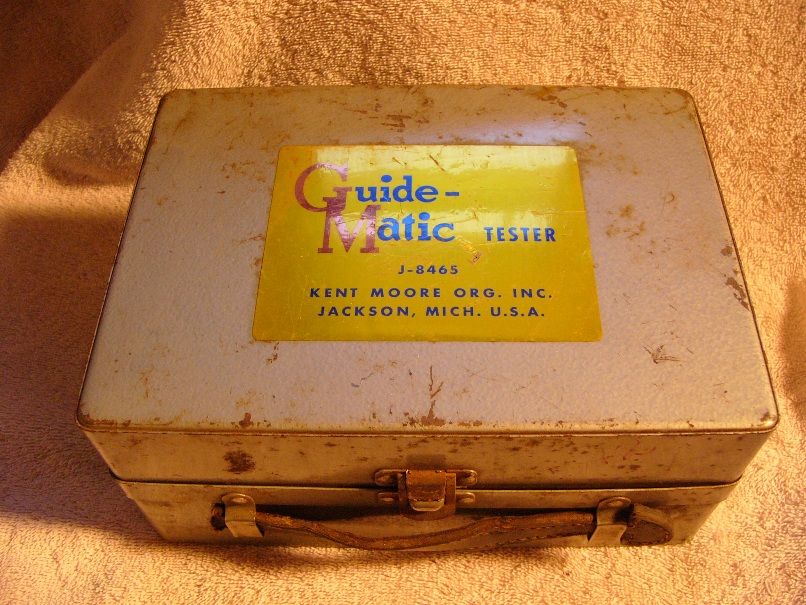 Guide-
Matic TESTER
J-8465
KENT MOORE ORG. INC.
JACKSON, MICH. U.S.A.